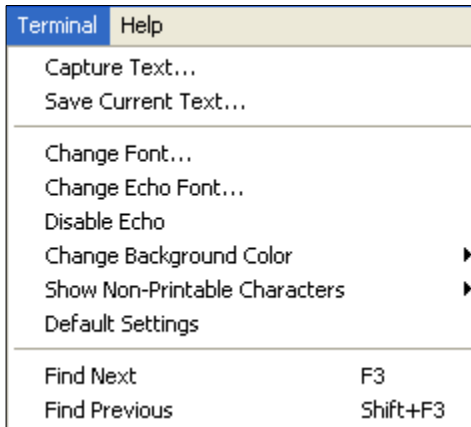 Terminal Help
Capture Text...
Save Current Text...
Change Font...
Change Echo Font...
Disable Echo
Change Background Color
Show Non-Printable Characters
Default Settings
Find Next F3
Find Previous Shift+F3